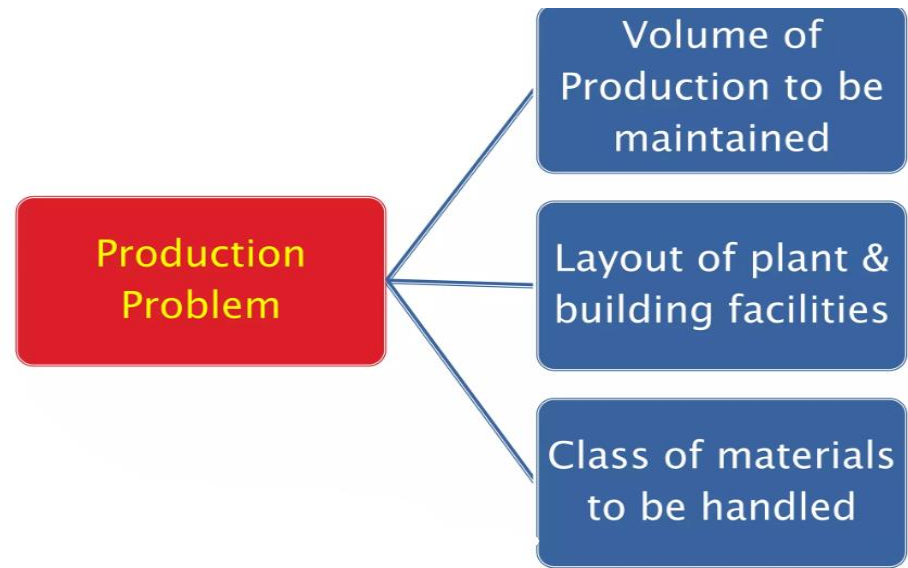 Production
Problem
Volume of
Production to be
maintained
Layout of plant &
building facilities
Class of materials
to be handled